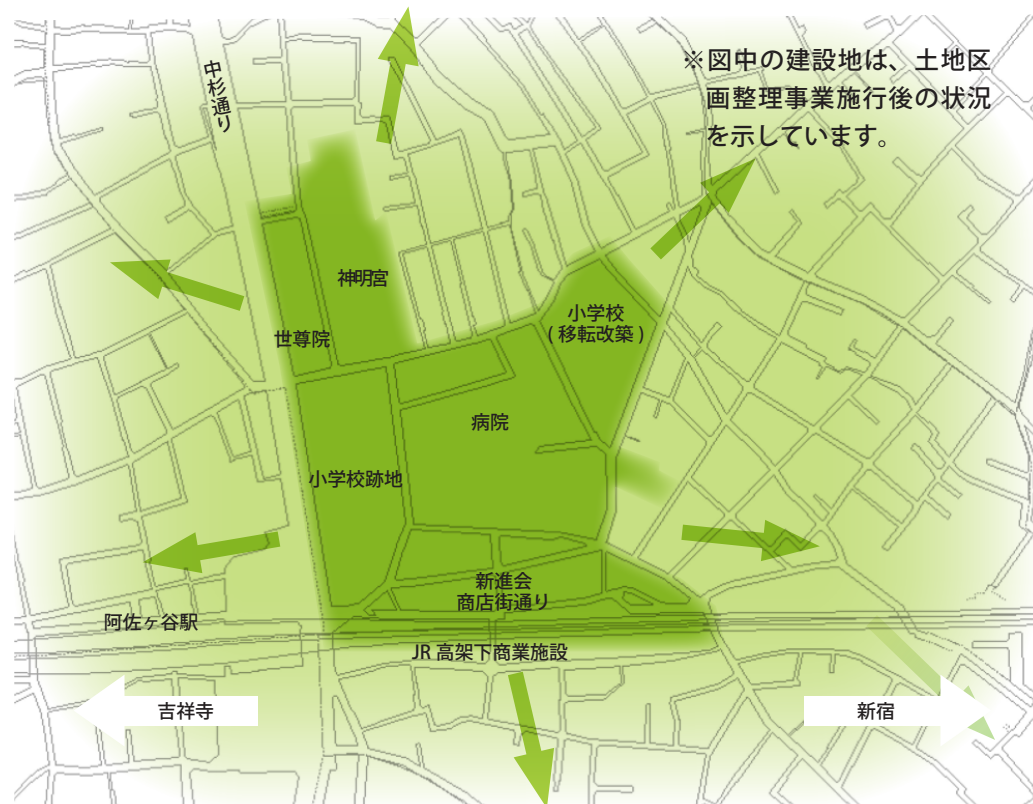 ※図中の建設地は、土地区
画整理事業施行後の状況
を示しています。
中杉通り
神明宮
世尊院
小学校
(移転改築)
病院
小学校跡地
新進会
商店街通り
阿佐ヶ谷駅
JR 高架下商業施設
吉祥寺
新宿